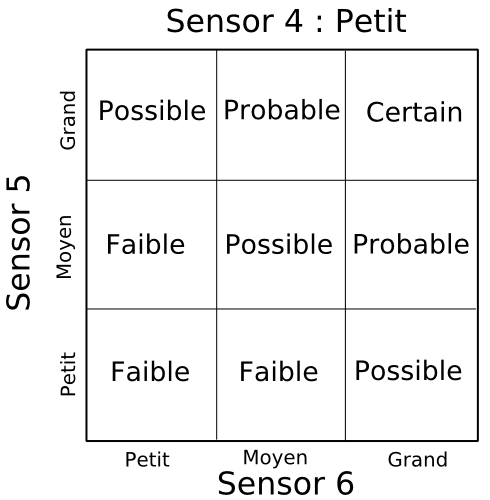 Sensor 4 : Petit
Sensor 5
Grand
Possible Probable Certain
Moyen
Faible Possible Probable
Petit
Faible Faible Possible
Petit Moyen Grand
Sensor 6